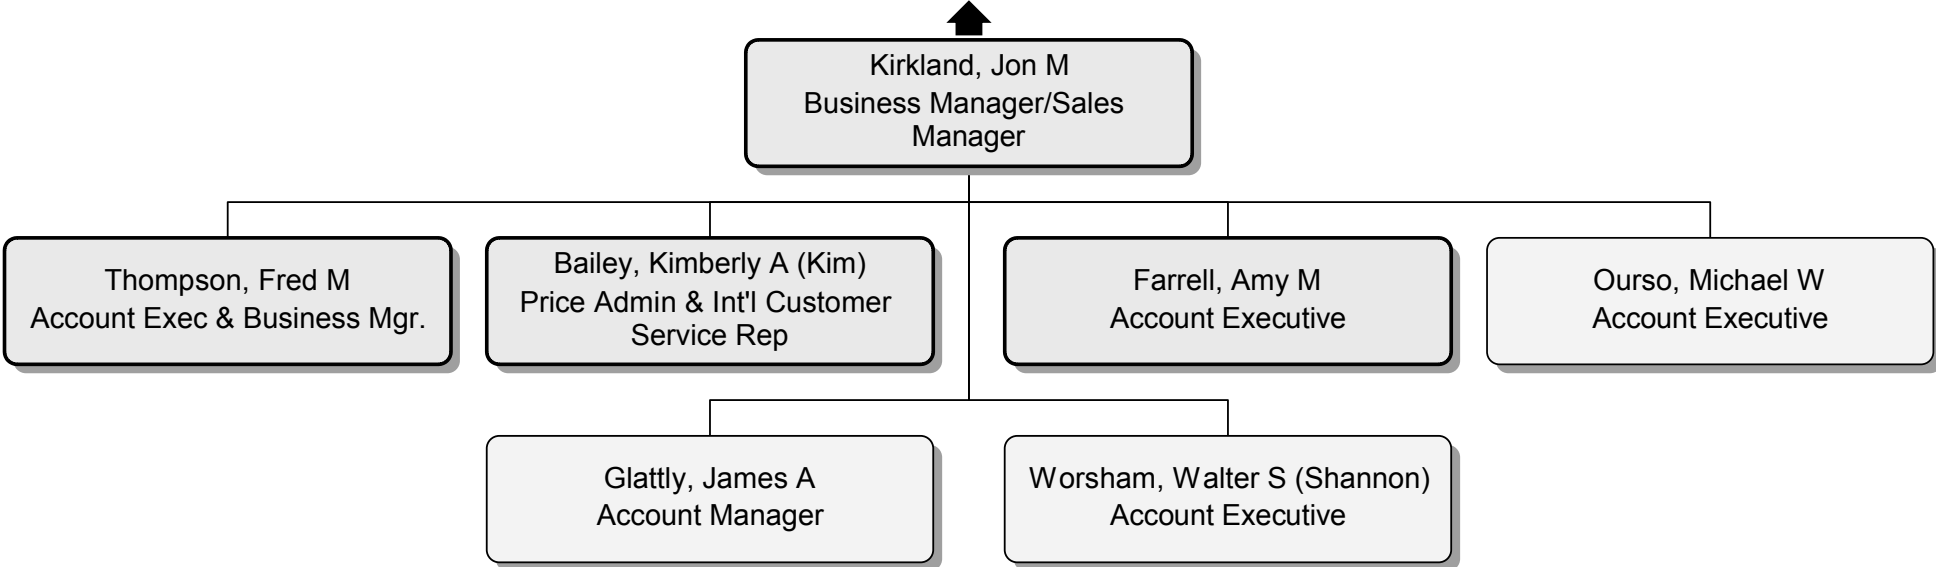 Kirkland, Jon M
Business Manager/Sales
Manager
Thompson, Fred M
Account Exec & Business Mgr.
Bailey, Kimberly A (Kim)
Price Admin & Int'l Customer
Service Rep
Farrell, Amy M
Account Executive
Ourso, Michael W
Account Executive
Glattly, James A
Account Manager
Worsham, Walter S (Shannon)
Account Executive